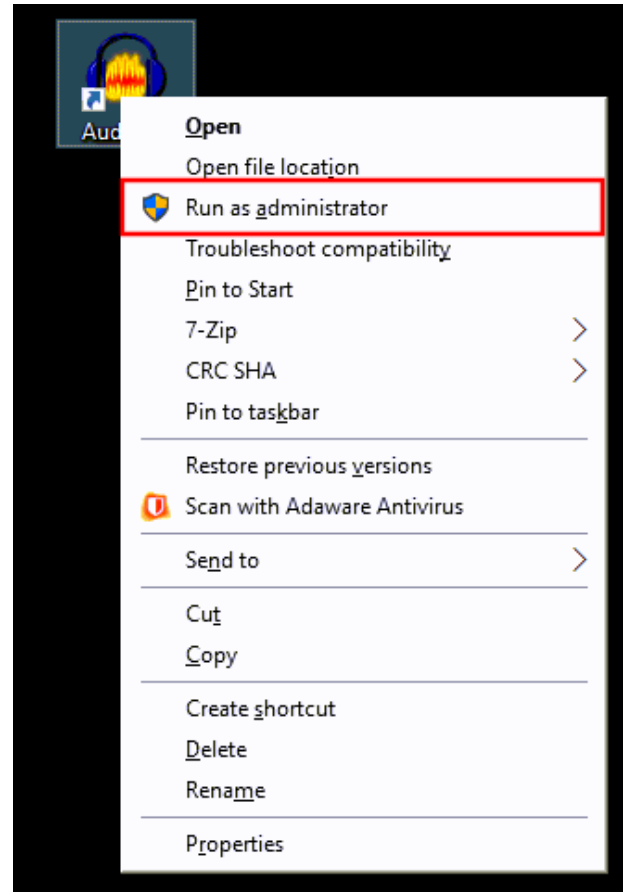 Aud
Open
Open file location
Run as administrator
Troubleshoot compatibility
Pin to Start
7-Zip
CRC SHA
Pin to taskbar
Restore previous versions
Scan with Adaware Antivirus
Send to
Cut
Copy
Create shortcut
Delete
Rename
Properties